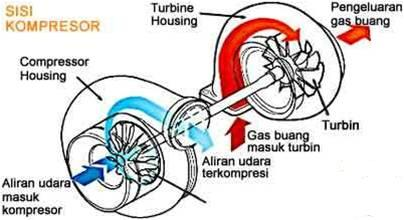 SISI
KOMPRESOR
Turbine
Housing
Pengeluaran
gas buang
Compressor
Housing
Turbin
Gas buang
masuk turbin
Aliran udara
terkompresi
Aliran udara
masuk
kompresor